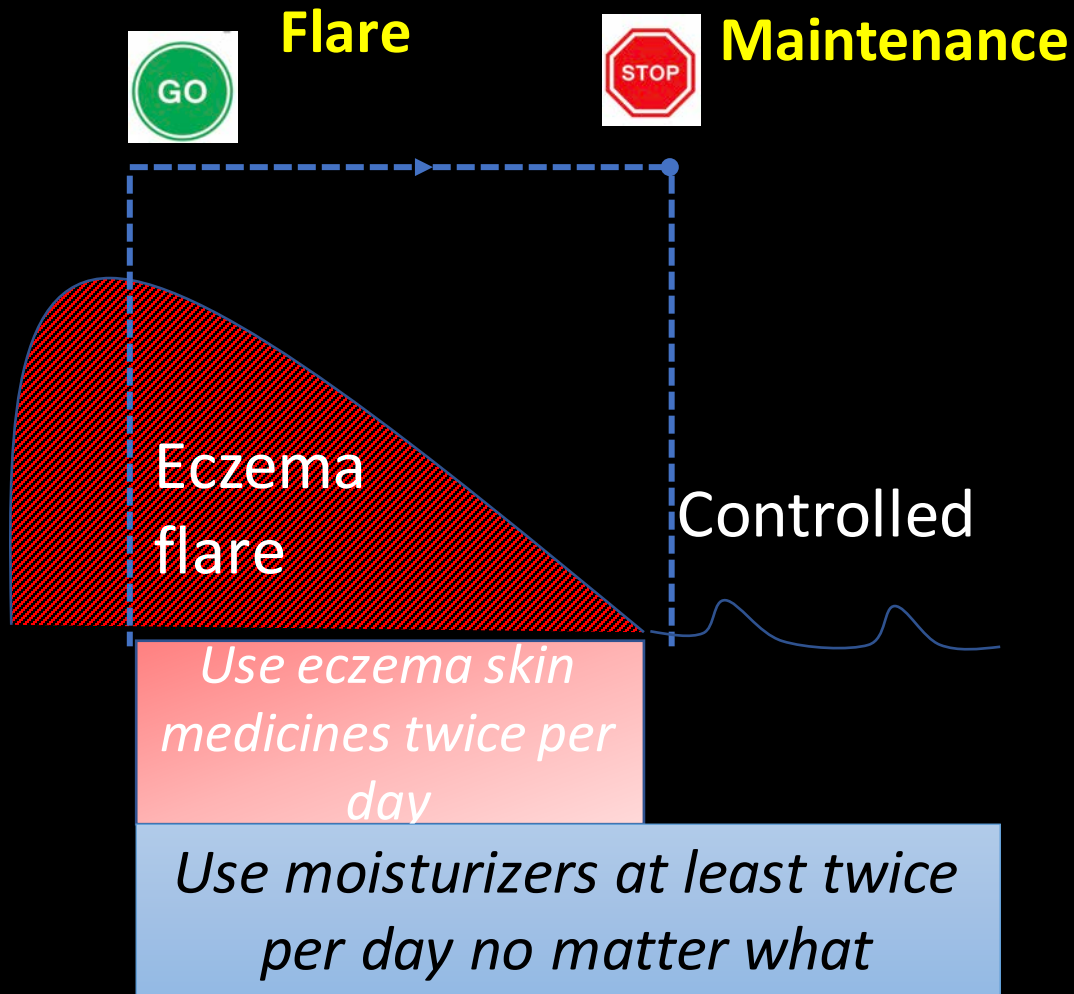 Flare
Maintenance
GO
STOP
Eczema
flare
Controlled
Use eczema skin
medicines twice per
day
Use moisturizers at least twice
per day no matter what